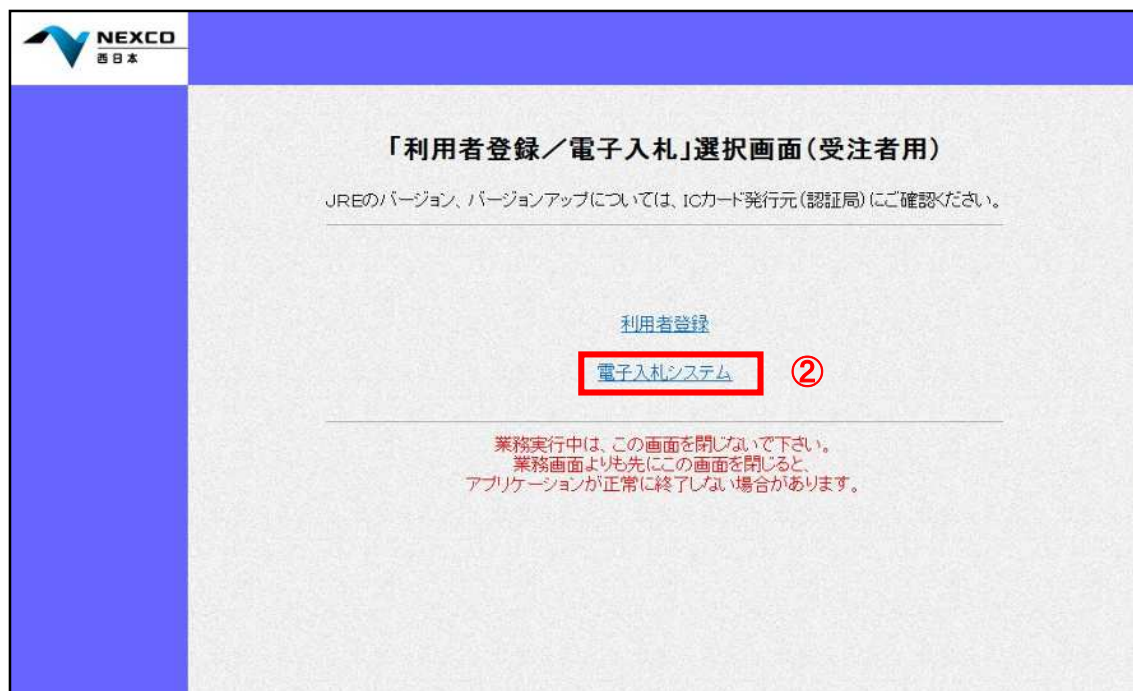 NEXCO
西日本
「利用者登録／電子入札」選択画面(受注者用)
JREのバージョン、バージョンアップについては、ICカード発行元(認証局)にご確認ください。
利用者登録
電子入札システム
②
業務実行中は、この画面を閉じないで下さい。
業務画面よりも先にこの画面を閉じると、
アプリケーションが正常に終了しない場合があります。